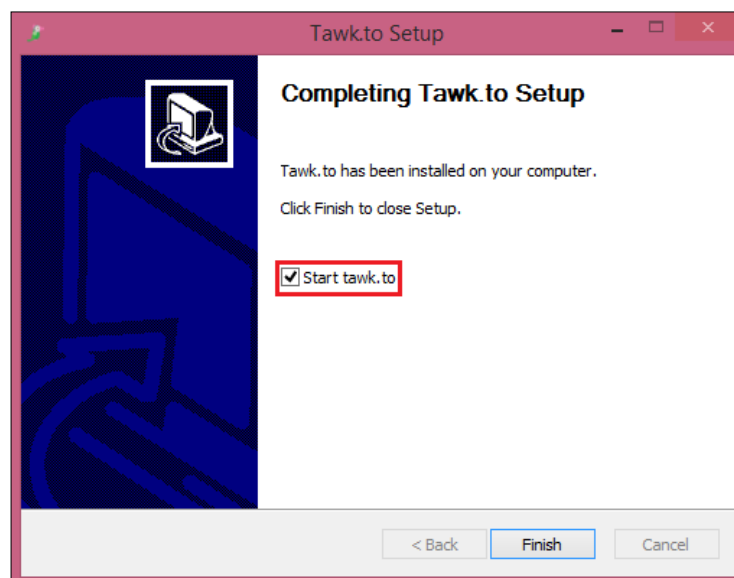 Tawk.to Setup
Completing Tawk.to Setup
Tawk.to has been installed on your computer.
Click Finish to close Setup.
Start tawk.to
< Back Finish Cancel